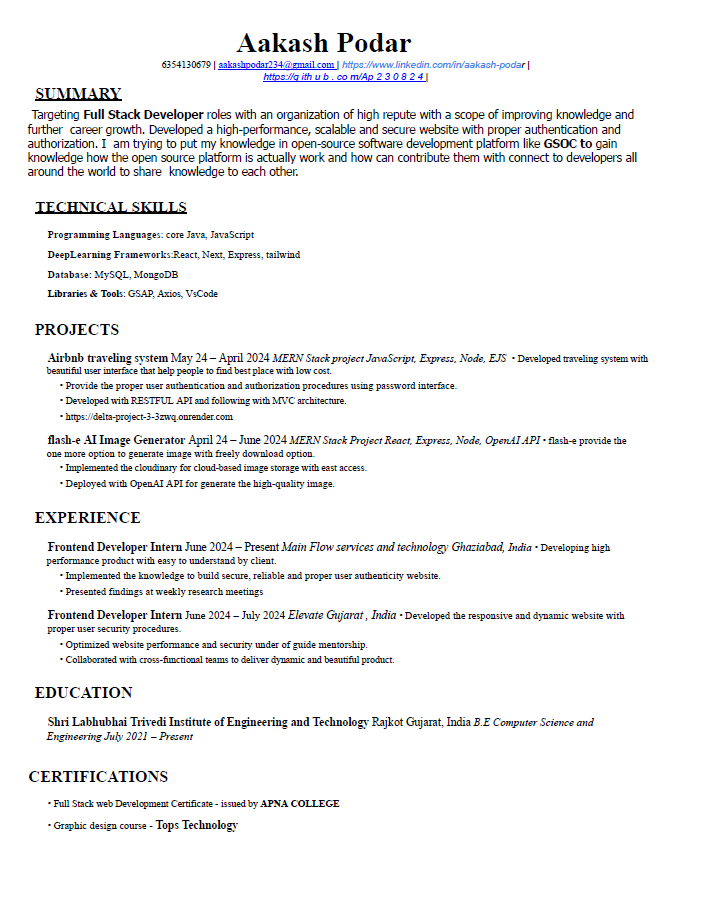 Aakash Podar
6354130679 | aakashpodar234@gmail.com | https://www.linkedin.com/in/aakash-podar |
https://g ith u b . co m/Ap 2 3 0 8 2 4 |
SUMMARY
Targeting Full Stack Developer roles with an organization of high repute with a scope of improving knowledge and
further career growth. Developed a high-performance, scalable and secure website with proper authentication and
authorization. I am trying to put my knowledge in open-source software development platform like GSOC to gain
knowledge how the open source platform is actually work and how can contribute them with connect to developers all
around the world to share knowledge to each other.
TECHNICAL SKILLS
Programming Languages: core Java, JavaScript
DeepLearning Frameworks:React, Next, Express, tailwind
Database: MySQL, MongoDB
Libraries & Tools: GSAP, Axios, VsCode
PROJECTS
Airbnb traveling system May 24 – April 2024 MERN Stack project JavaScript, Express, Node, EJS • Developed traveling system with
beautiful user interface that help people to find best place with low cost.
• Provide the proper user authentication and authorization procedures using password interface.
• Developed with RESTFUL API and following with MVC architecture.
• https://delta-project-3-3zwq.onrender.com
flash-e AI Image Generator April 24 – June 2024 MERN Stack Project React, Express, Node, OpenAI API • flash-e provide the
one more option to generate image with freely download option.
• Implemented the cloudinary for cloud-based image storage with east access.
• Deployed with OpenAI API for generate the high-quality image.
EXPERIENCE
Frontend Developer Intern June 2024 – Present Main Flow services and technology Ghaziabad, India • Developing high
performance product with easy to understand by client.
• Implemented the knowledge to build secure, reliable and proper user authenticity website.
• Presented findings at weekly research meetings
Frontend Developer Intern June 2024 – July 2024 Elevate Gujarat , India • Developed the responsive and dynamic website with
proper user security procedures.
• Optimized website performance and security under of guide mentorship.
• Collaborated with cross-functional teams to deliver dynamic and beautiful product.
EDUCATION
Shri Labhubhai Trivedi Institute of Engineering and Technology Rajkot Gujarat, India B.E Computer Science and
Engineering July 2021 – Present
CERTIFICATIONS
• Full Stack web Development Certificate - issued by APNA COLLEGE
• Graphic design course - Tops Technology